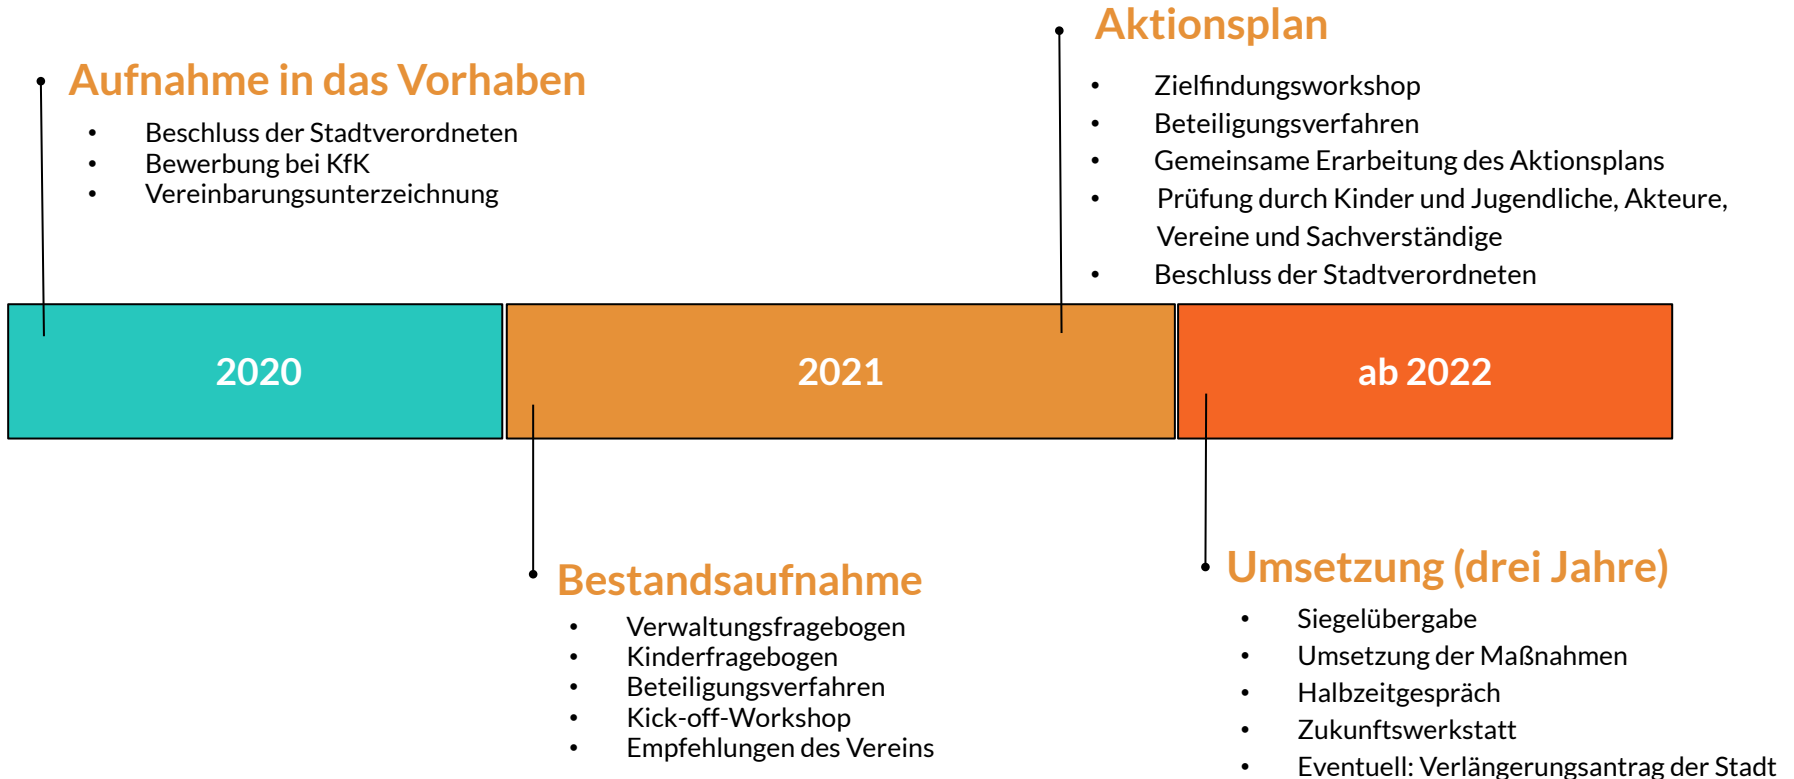 Aufnahme in das Vorhaben
• Beschluss der Stadtverordneten
• Bewerbung bei KfK
• Vereinbarungsunterzeichnung
Aktionsplan
• Zielfindungsworkshop
• Beteiligungsverfahren
• Gemeinsame Erarbeitung des Aktionsplans
• Prüfung durch Kinder und Jugendliche, Akteure,
Vereine und Sachverständige
• Beschluss der Stadtverordneten
2020
2021
ab 2022
Bestandsaufnahme
• Verwaltungsfragebogen
• Kinderfragebogen
• Beteiligungsverfahren
• Kick-off-Workshop
• Empfehlungen des Vereins
Umsetzung (drei Jahre)
• Siegelübergabe
• Umsetzung der Maßnahmen
• Halbzeitgespräch
• Zukunftswerkstatt
• Eventuell: Verlängerungsantrag der Stadt